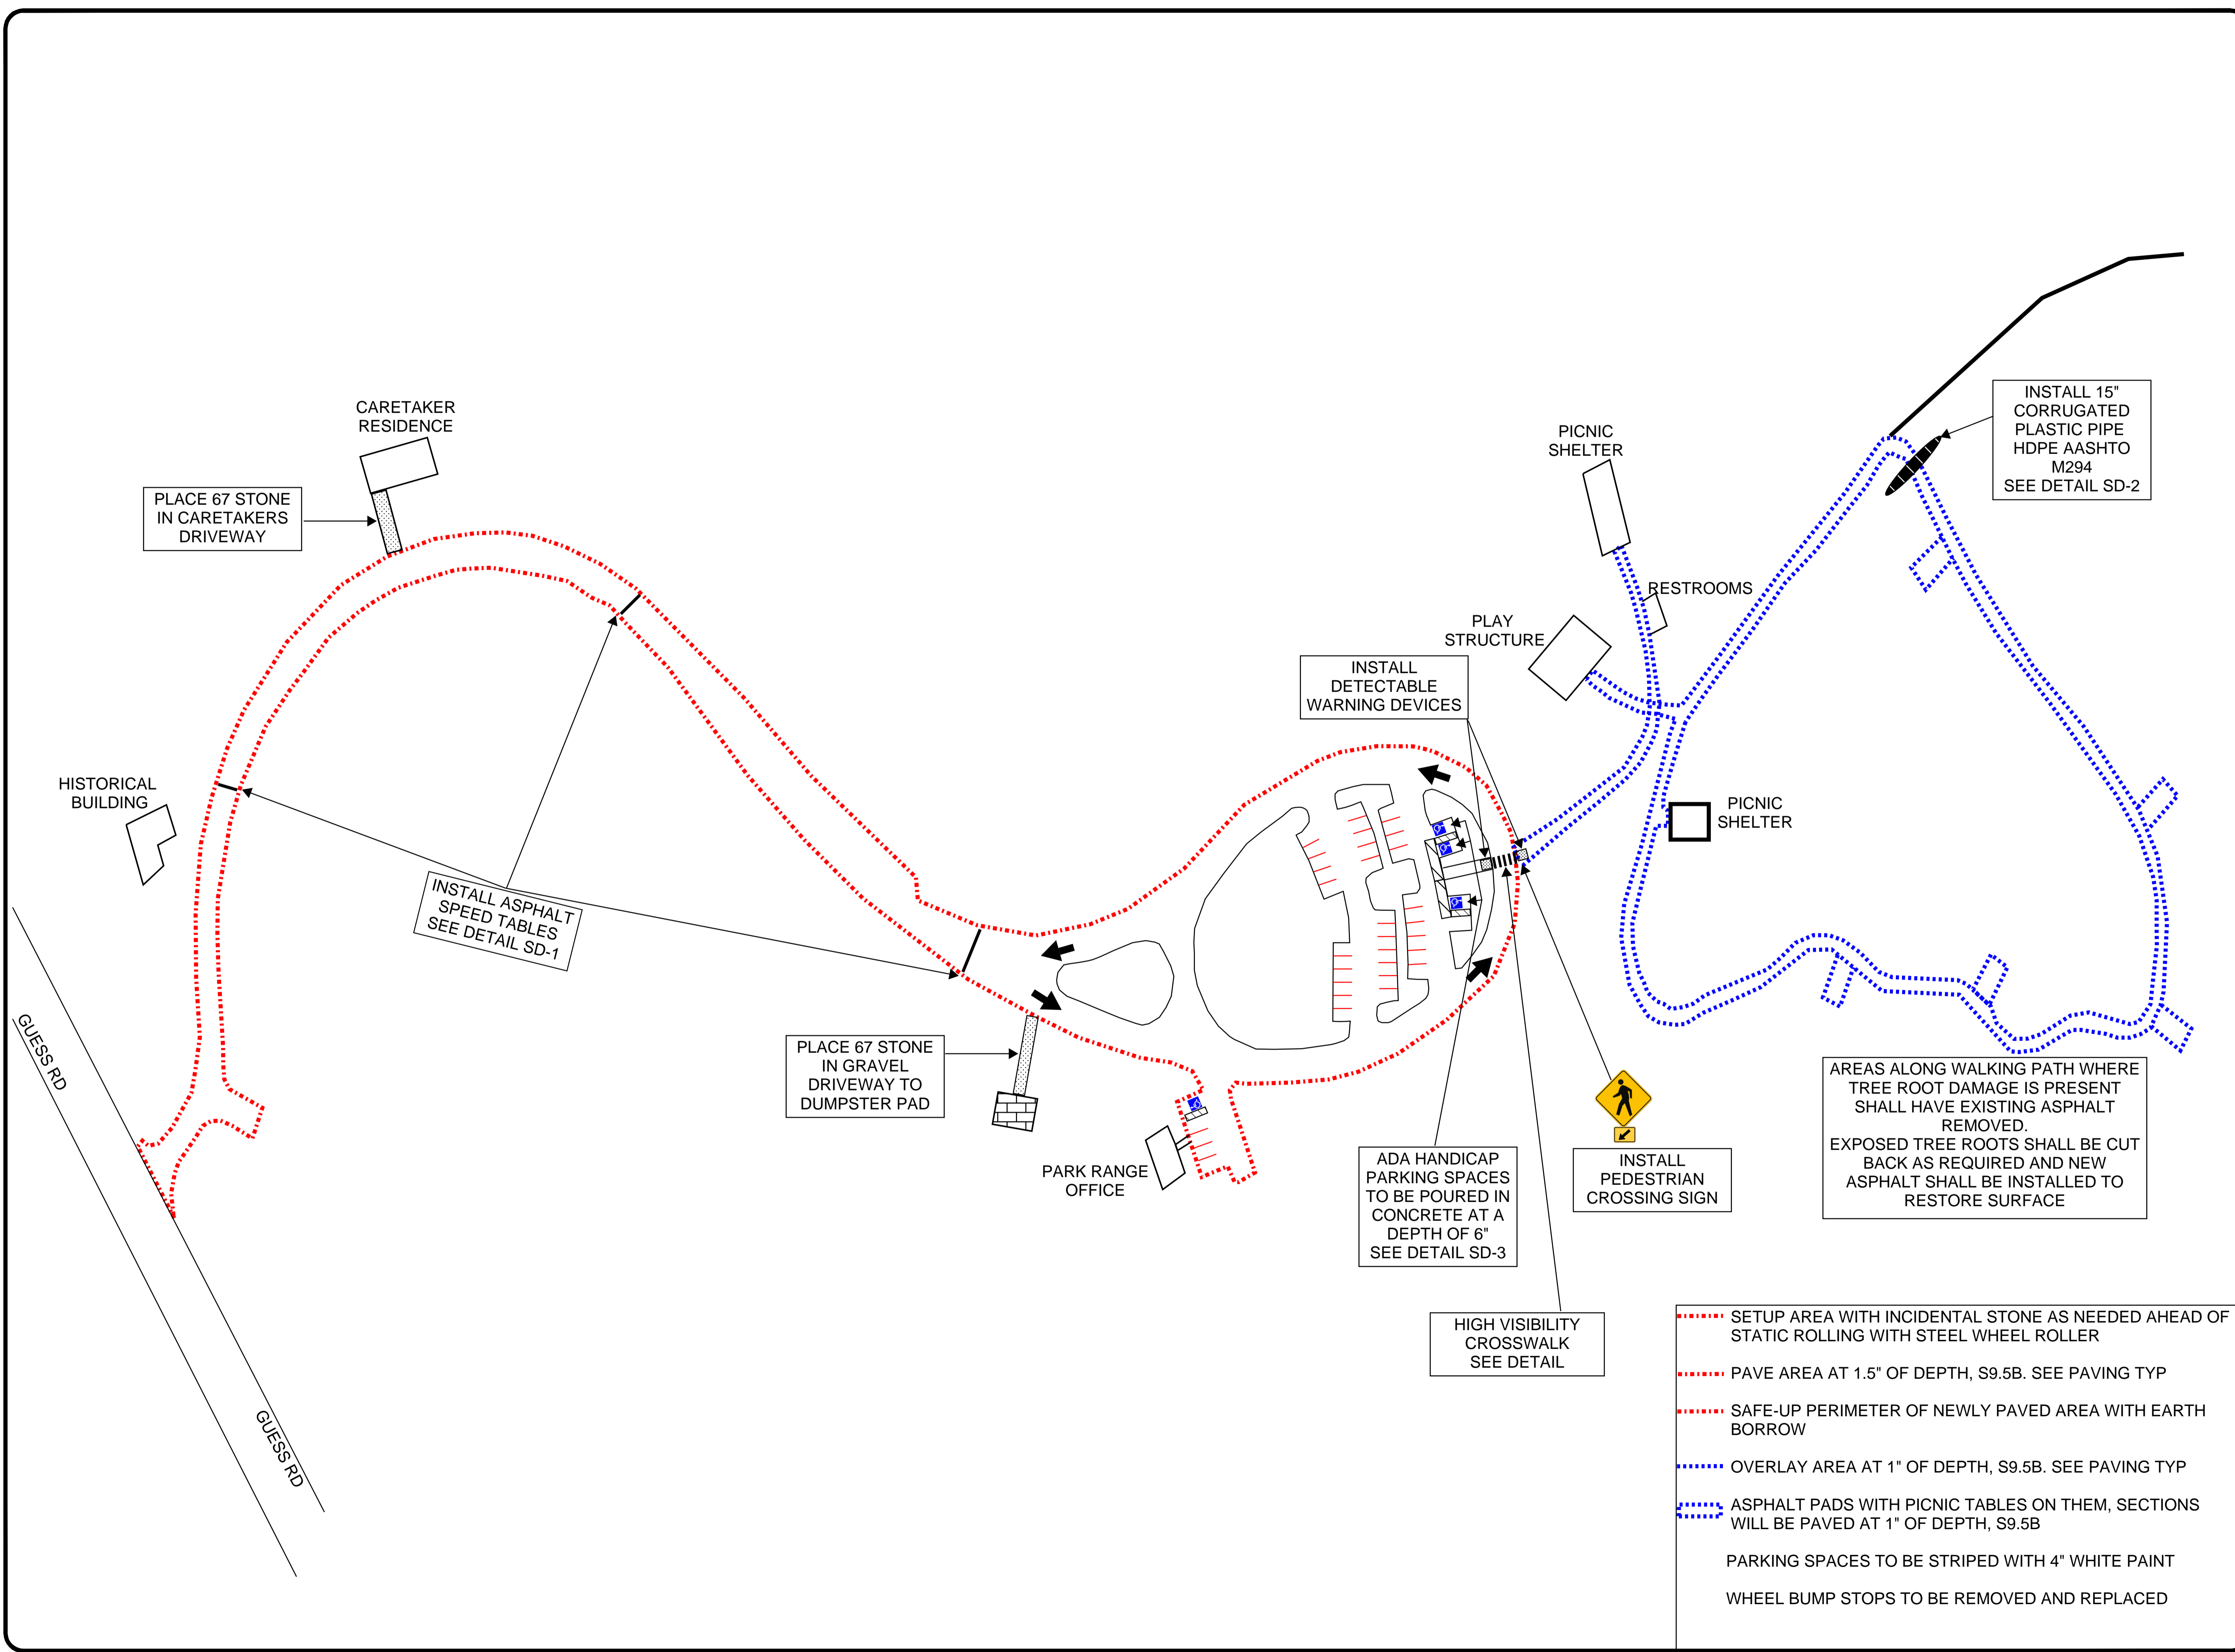 CARETAKER
RESIDENCE
PLACE 67 STONE
IN CARETAKERS
DRIVEWAY
HISTORICAL
BUILDING
INSTALL ASPHALT
SPEED TABLES
SEE DETAIL SD-1
GUESS RD
GUESS RD
PLACE 67 STONE
IN GRAVEL
DRIVEWAY TO
DUMPSTER PAD
PARK RANGE
OFFICE
PICNIC
SHELTER
RESTROOMS
PLAY
STRUCTURE
INSTALL
DETECTABLE
WARNING DEVICES
INSTALL 15"
CORRUGATED
PLASTIC PIPE
HDPE AASHTO
M294
SEE DETAIL SD-2
PICNIC
SHELTER
ADA HANDICAP
PARKING SPACES
TO BE POURED IN
CONCRETE AT A
DEPTH OF 6"
SEE DETAIL SD-3
INSTALL
PEDESTRIAN
CROSSING SIGN
HIGH VISIBILITY
CROSSWALK
SEE DETAIL
AREAS ALONG WALKING PATH WHERE
TREE ROOT DAMAGE IS PRESENT
SHALL HAVE EXISTING ASPHALT
REMOVED.
EXPOSED TREE ROOTS SHALL BE CUT
BACK AS REQUIRED AND NEW
ASPHALT SHALL BE INSTALLED TO
RESTORE SURFACE
SETUP AREA WITH INCIDENTAL STONE AS NEEDED AHEAD OF
STATIC ROLLING WITH STEEL WHEEL ROLLER
PAVE AREA AT 1.5" OF DEPTH, S9.5B. SEE PAVING TYP
SAFE-UP PERIMETER OF NEWLY PAVED AREA WITH EARTH
BORROW
OVERLAY AREA AT 1" OF DEPTH, S9.5B. SEE PAVING TYP
ASPHALT PADS WITH PICNIC TABLES ON THEM, SECTIONS
WILL BE PAVED AT 1" OF DEPTH, S9.5B
PARKING SPACES TO BE STRIPED WITH 4" WHITE PAINT
WHEEL BUMP STOPS TO BE REMOVED AND REPLACED